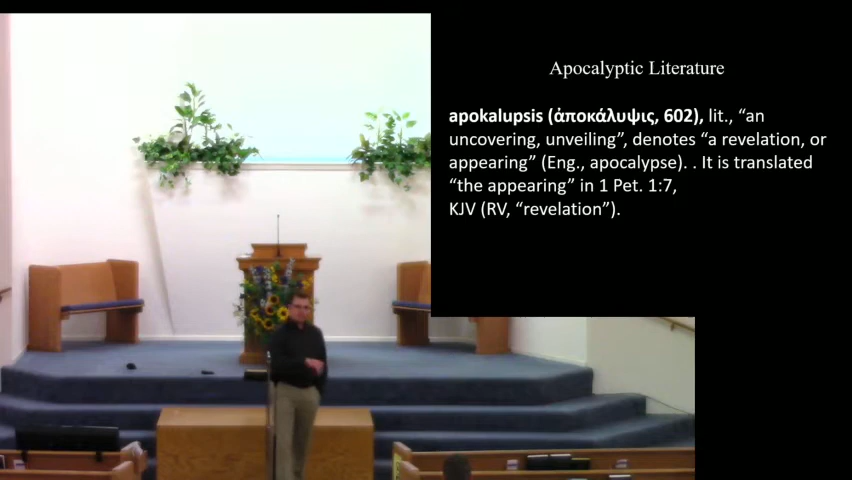 Apocalyptic Literature
apokalupsis (ἀποκάλυψις, 602), lit., “an
uncovering, unveiling”, denotes “a revelation, or
appearing” (Eng., apocalypse). . It is translated
“the appearing” in 1 Pet. 1:7,
KJV (RV, “revelation”).